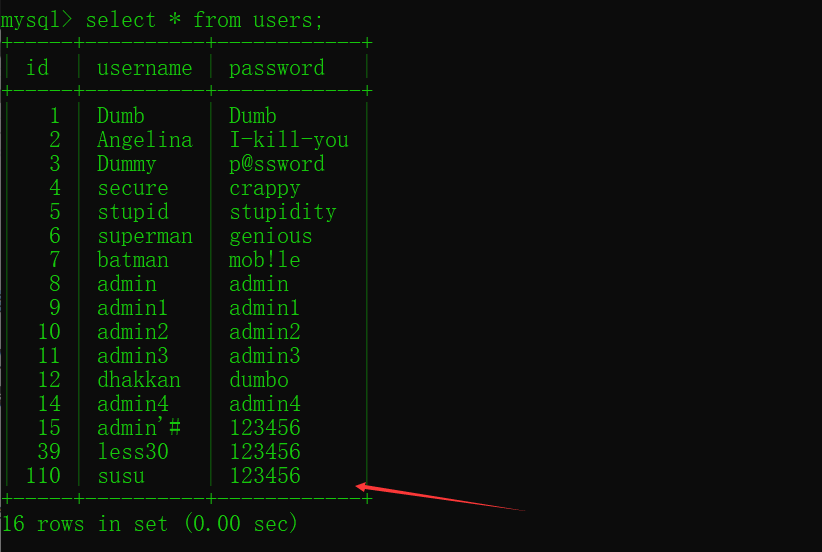 mysql> select * from users;
+-----+----------+------------+
| id | username | password |
+-----+----------+------------+
| 1 | Dumb | Dumb |
| 2 | Angelina | I-kill-you |
| 3 | Dummy | p@ssword |
| 4 | secure | crappy |
| 5 | stupid | stupidity |
| 6 | superman | genious |
| 7 | batman | mob!le |
| 8 | admin | admin |
| 9 | admin1 | admin1 |
| 10 | admin2 | admin2 |
| 11 | admin3 | admin3 |
| 12 | dhakkan | dumbo |
| 14 | admin4 | admin4 |
| 15 | admin'# | 123456 |
| 39 | less30 | 123456 |
| 110 | susu | 123456 |
+-----+----------+------------+
16 rows in set (0.00 sec)